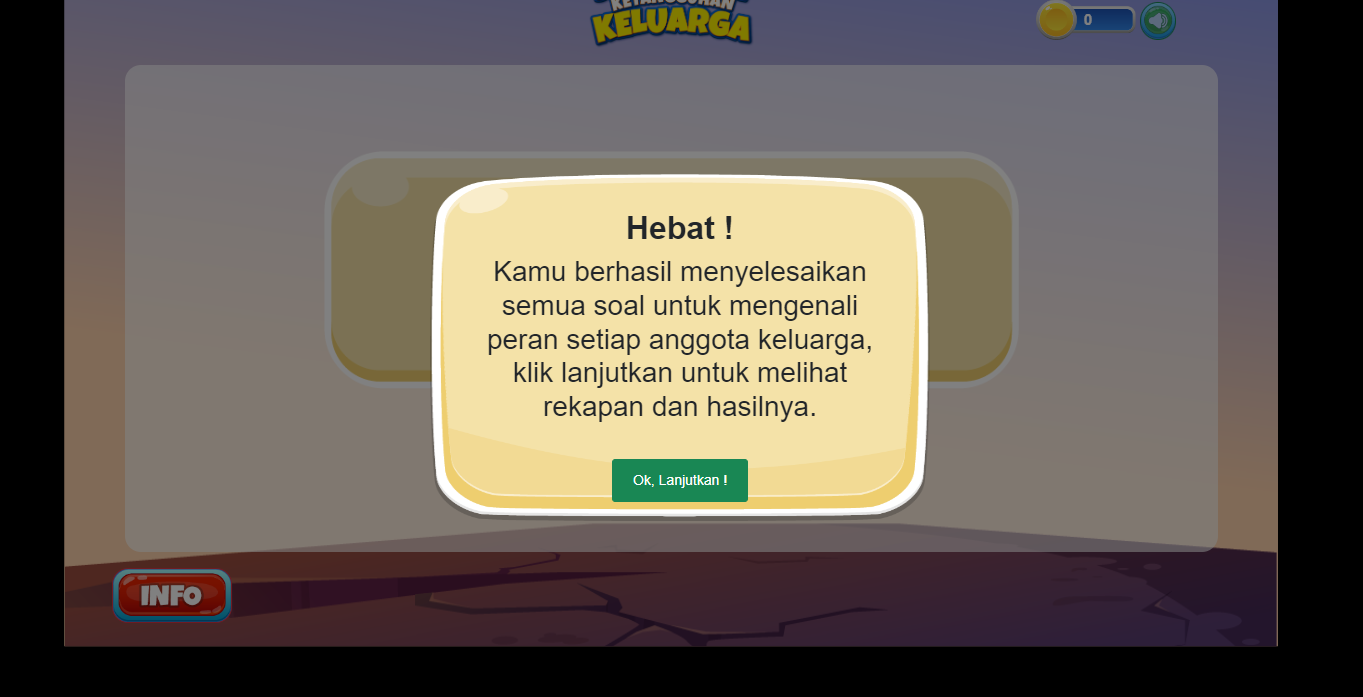 KETANGGUHAN
KELUARGA
0
Hebat !
Kamu berhasil menyelesaikan
semua soal untuk mengenali
peran setiap anggota keluarga,
klik lanjutkan untuk melihat
rekapan dan hasilnya.
Ok, Lanjutkan !
INFO